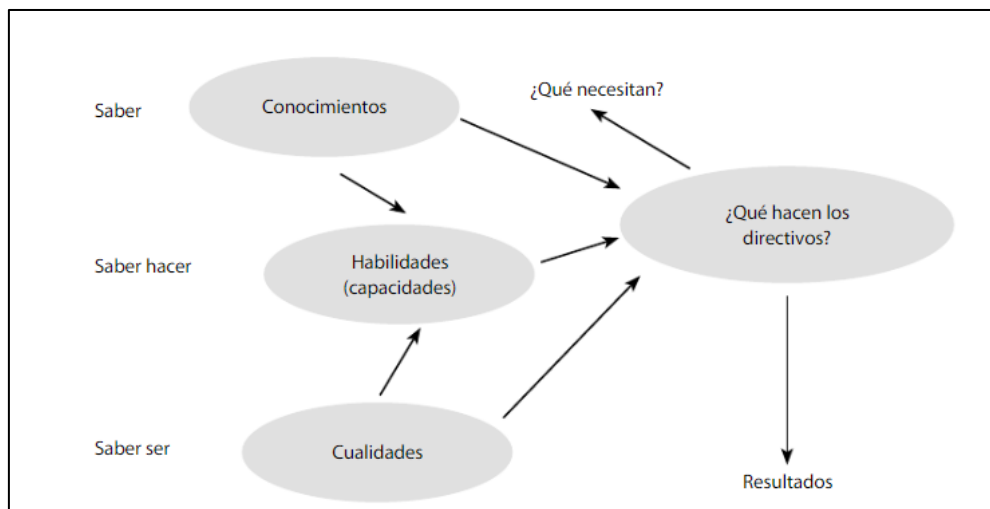 Saber
Conocimientos
¿Qué necesitan?
¿Qué hacen los
directivos?
Saber hacer
Habilidades
(capacidades)
Saber ser
Cualidades
Resultados